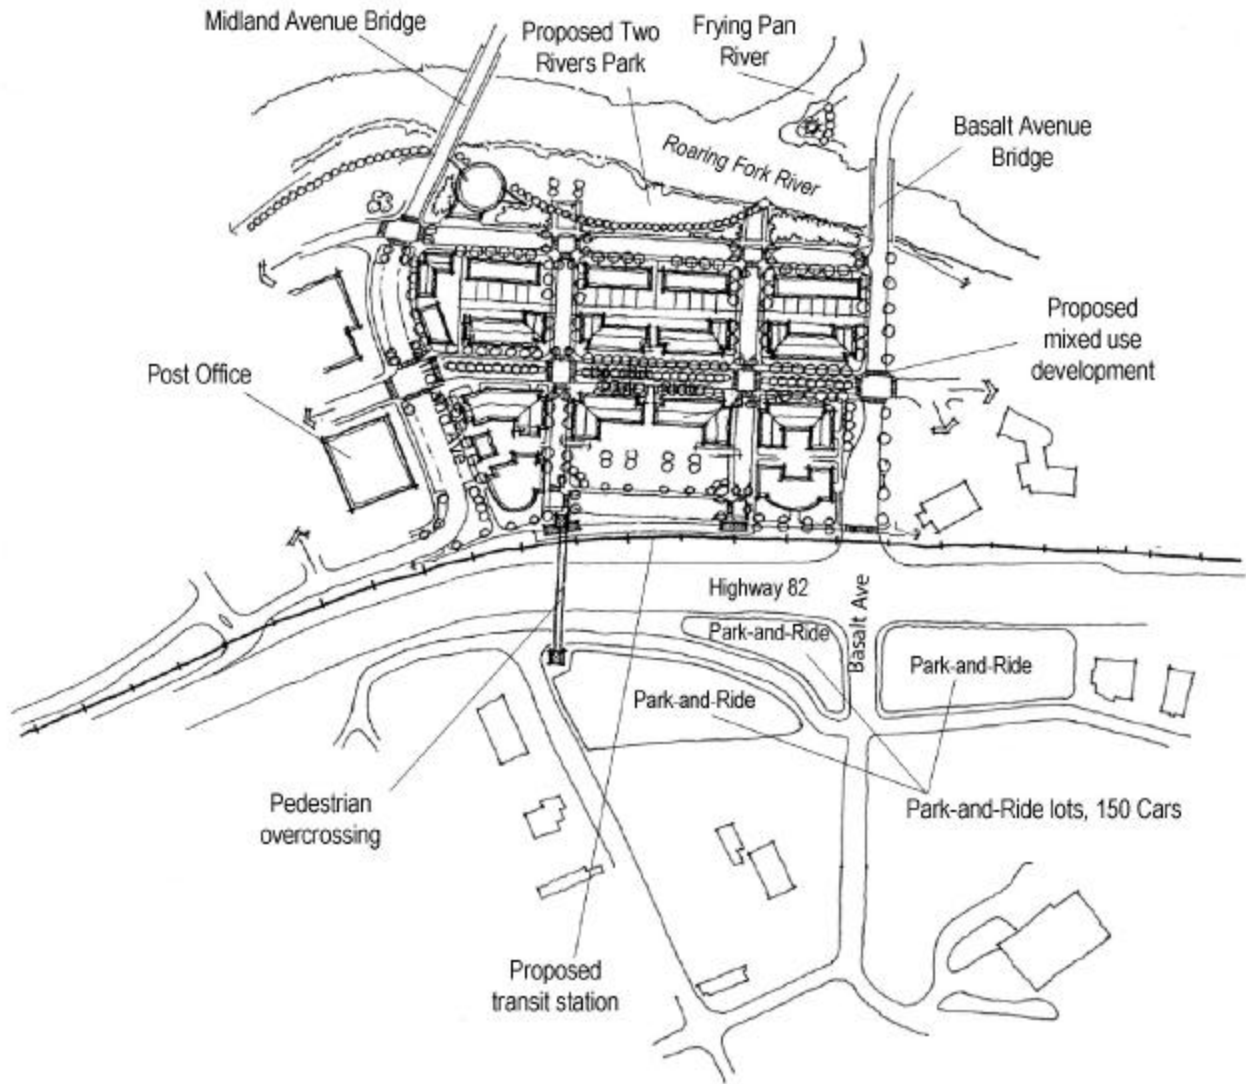 Midland Avenue Bridge
Proposed Two
Rivers Park
Frying Pan
River
Basalt Avenue
Bridge
Roaring Fork River
Proposed
mixed use
development
Post Office
Highway 82
Basalt Ave
Park-and-Ride
Park-and-Ride
Park-and-Ride
Pedestrian
overcrossing
Park-and-Ride lots, 150 Cars
Proposed
transit station